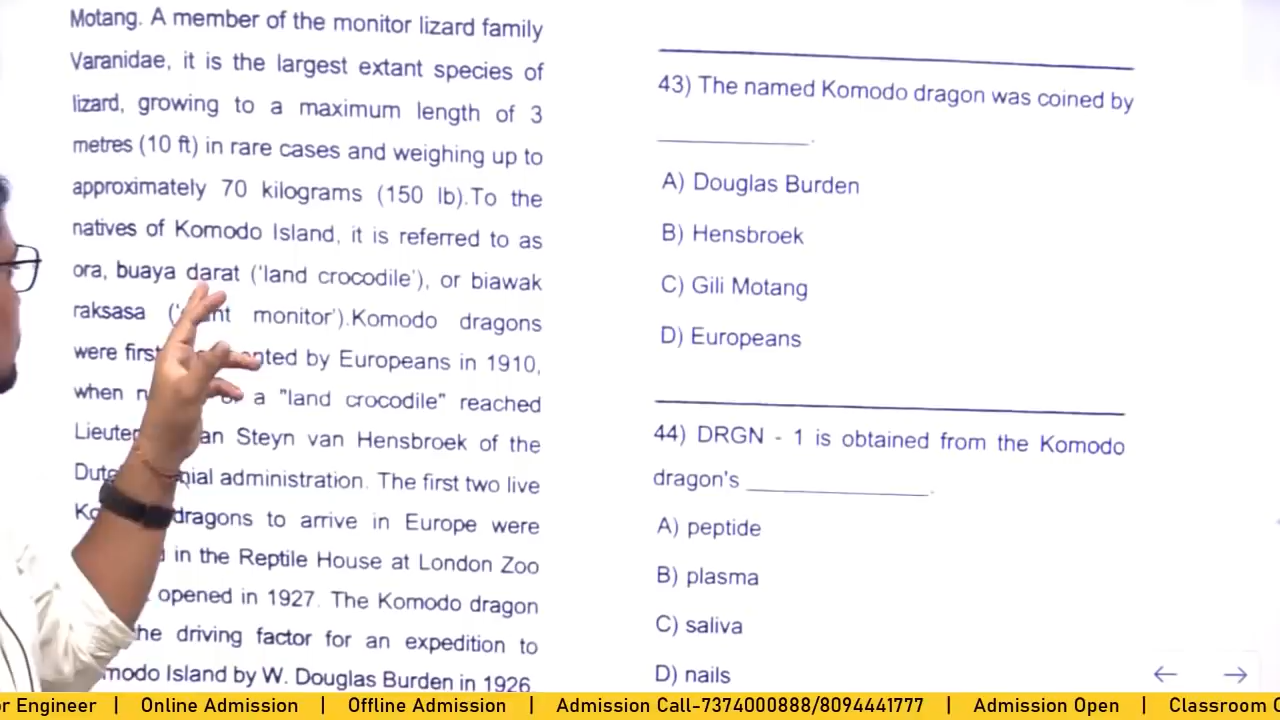 Motang. A member of the monitor lizard family
Varanidae, it is the largest extant species of
lizard, growing to a maximum length of 3
metres (10 ft) in rare cases and weighing up to
approximately 70 kilograms (150 lb).To the
natives of Komodo Island, it is referred to as
ora, buaya darat ('land crocodile'), or biawak
raksasa monitor').Komodo dragons
were first by Europeans in 1910,
when a "land crocodile" reached
Steyn van Hensbroek of the
administration. The first two live
dragons to arrive in Europe were
in the Reptile House at London Zoo
opened in 1927. The Komodo dragon
driving factor for an expedition to
Island by W. Douglas Burden in 1926.
43) The named Komodo dragon was coined by
____________.
A) Douglas Burden
B) Hensbroek
C) Gili Motang
D) Europeans
44) DRGN - 1 is obtained from the Komodo
dragon's ______________.
A) peptide
B) plasma
C) saliva
D) nails
← →
Engineer | Online Admission | Offline Admission | Admission Call-7374000888/8094441777 | Admission Open | Classroom